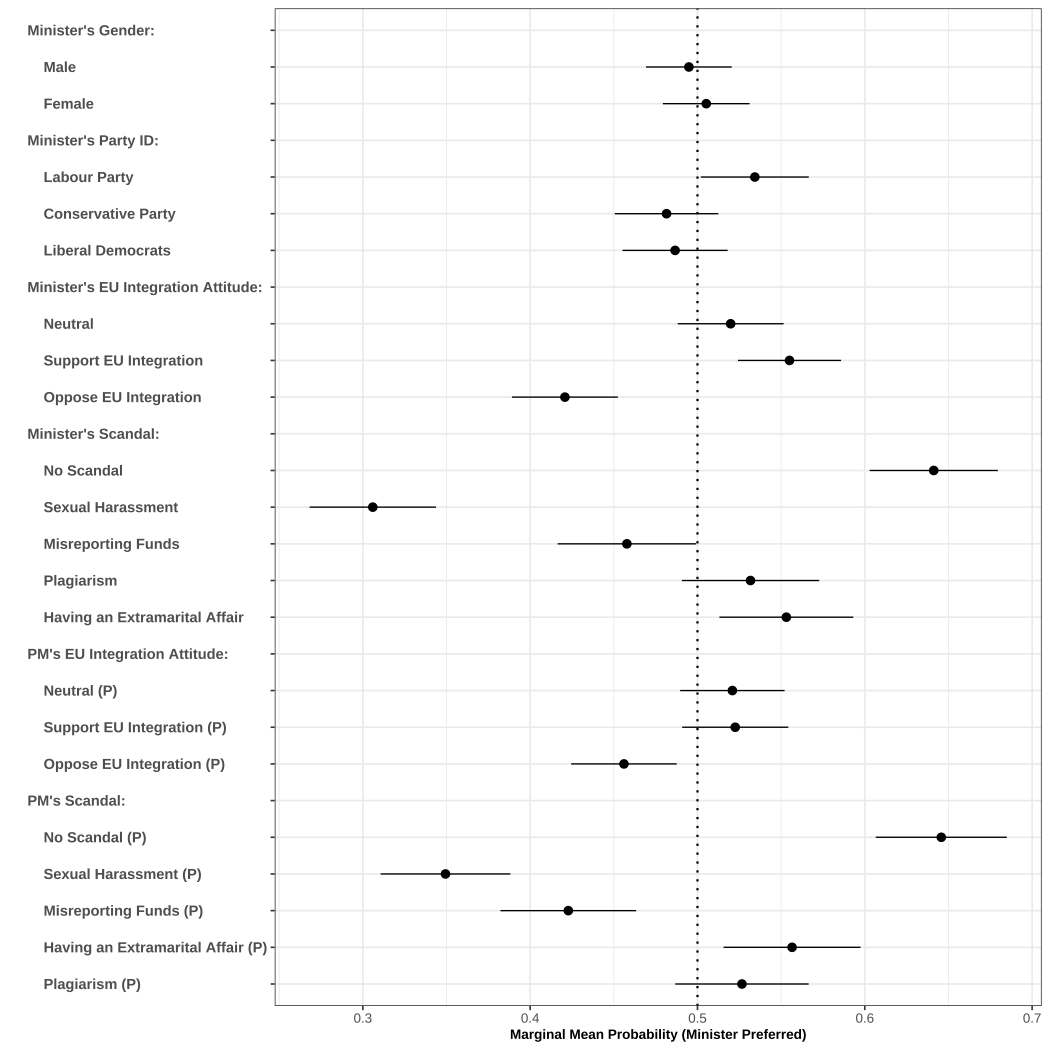 Minister's Gender:
Male
Female
Minister's Party ID:
Labour Party
Conservative Party
Liberal Democrats
Minister's EU Integration Attitude:
Neutral
Support EU Integration
Oppose EU Integration
Minister's Scandal:
No Scandal
Sexual Harassment
Misreporting Funds
Plagiarism
Having an Extramarital Affair
PM's EU Integration Attitude:
Neutral (P)
Support EU Integration (P)
Oppose EU Integration (P)
PM's Scandal:
No Scandal (P)
Sexual Harassment (P)
Misreporting Funds (P)
Having an Extramarital Affair (P)
Plagiarism (P)
0.3 0.4 0.5 0.6 0.7
Marginal Mean Probability (Minister Preferred)